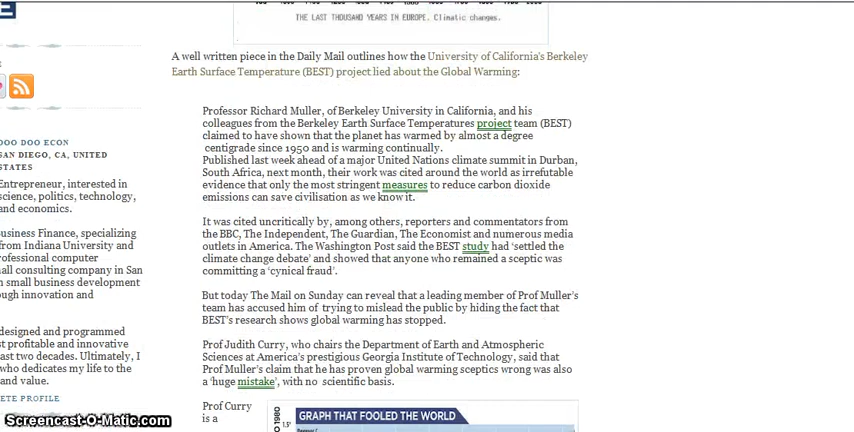 THE LAST THOUSAND YEARS IN EUROPE. Climatic changes.
A well written piece in the Daily Mail outlines how the University of California's Berkeley
Earth Surface Temperature (BEST) project lied about the Global Warming:
Professor Richard Muller, of Berkeley University in California, and his
colleagues from the Berkeley Earth Surface Temperatures project team (BEST)
claimed to have shown that the planet has warmed by almost a degree
centigrade since 1950 and is warming continually.
Published last week ahead of a major United Nations climate summit in Durban,
South Africa, next month, their work was cited around the world as irrefutable
evidence that only the most stringent measures to reduce carbon dioxide
emissions can save civilisation as we know it.
It was cited uncritically by, among others, reporters and commentators from
the BBC, The Independent, The Guardian, The Economist and numerous media
outlets in America. The Washington Post said the BEST study had ‘settled the
climate change debate’ and showed that anyone who remained a sceptic was
committing a ‘cynical fraud’.
But today The Mail on Sunday can reveal that a leading member of Prof Muller’s
team has accused him of trying to mislead the public by hiding the fact that
BEST’s research shows global warming has stopped.
Prof Judith Curry, who chairs the Department of Earth and Atmospheric
Sciences at America’s prestigious Georgia Institute of Technology, said that
Prof Muller’s claim that he has proven global warming sceptics wrong was also
a ‘huge mistake’, with no scientific basis.
Prof Curry
is a
GRAPH THAT FOOLED THE WORLD
1.5°
O 1980
E
DOO DOO ECON
SAN DIEGO, CA, UNITED
STATES
Entrepreneur, interested in
science, politics, technology,
and economics.
usiness Finance, specializing
from Indiana University and
rofessional computer
all consulting company in San
n small business development
ough innovation and
designed and programmed
st profitable and innovative
ast two decades. Ultimately, I
who dedicates my life to the
and value.
ETE PROFILE
Screencast-O-Matic.com